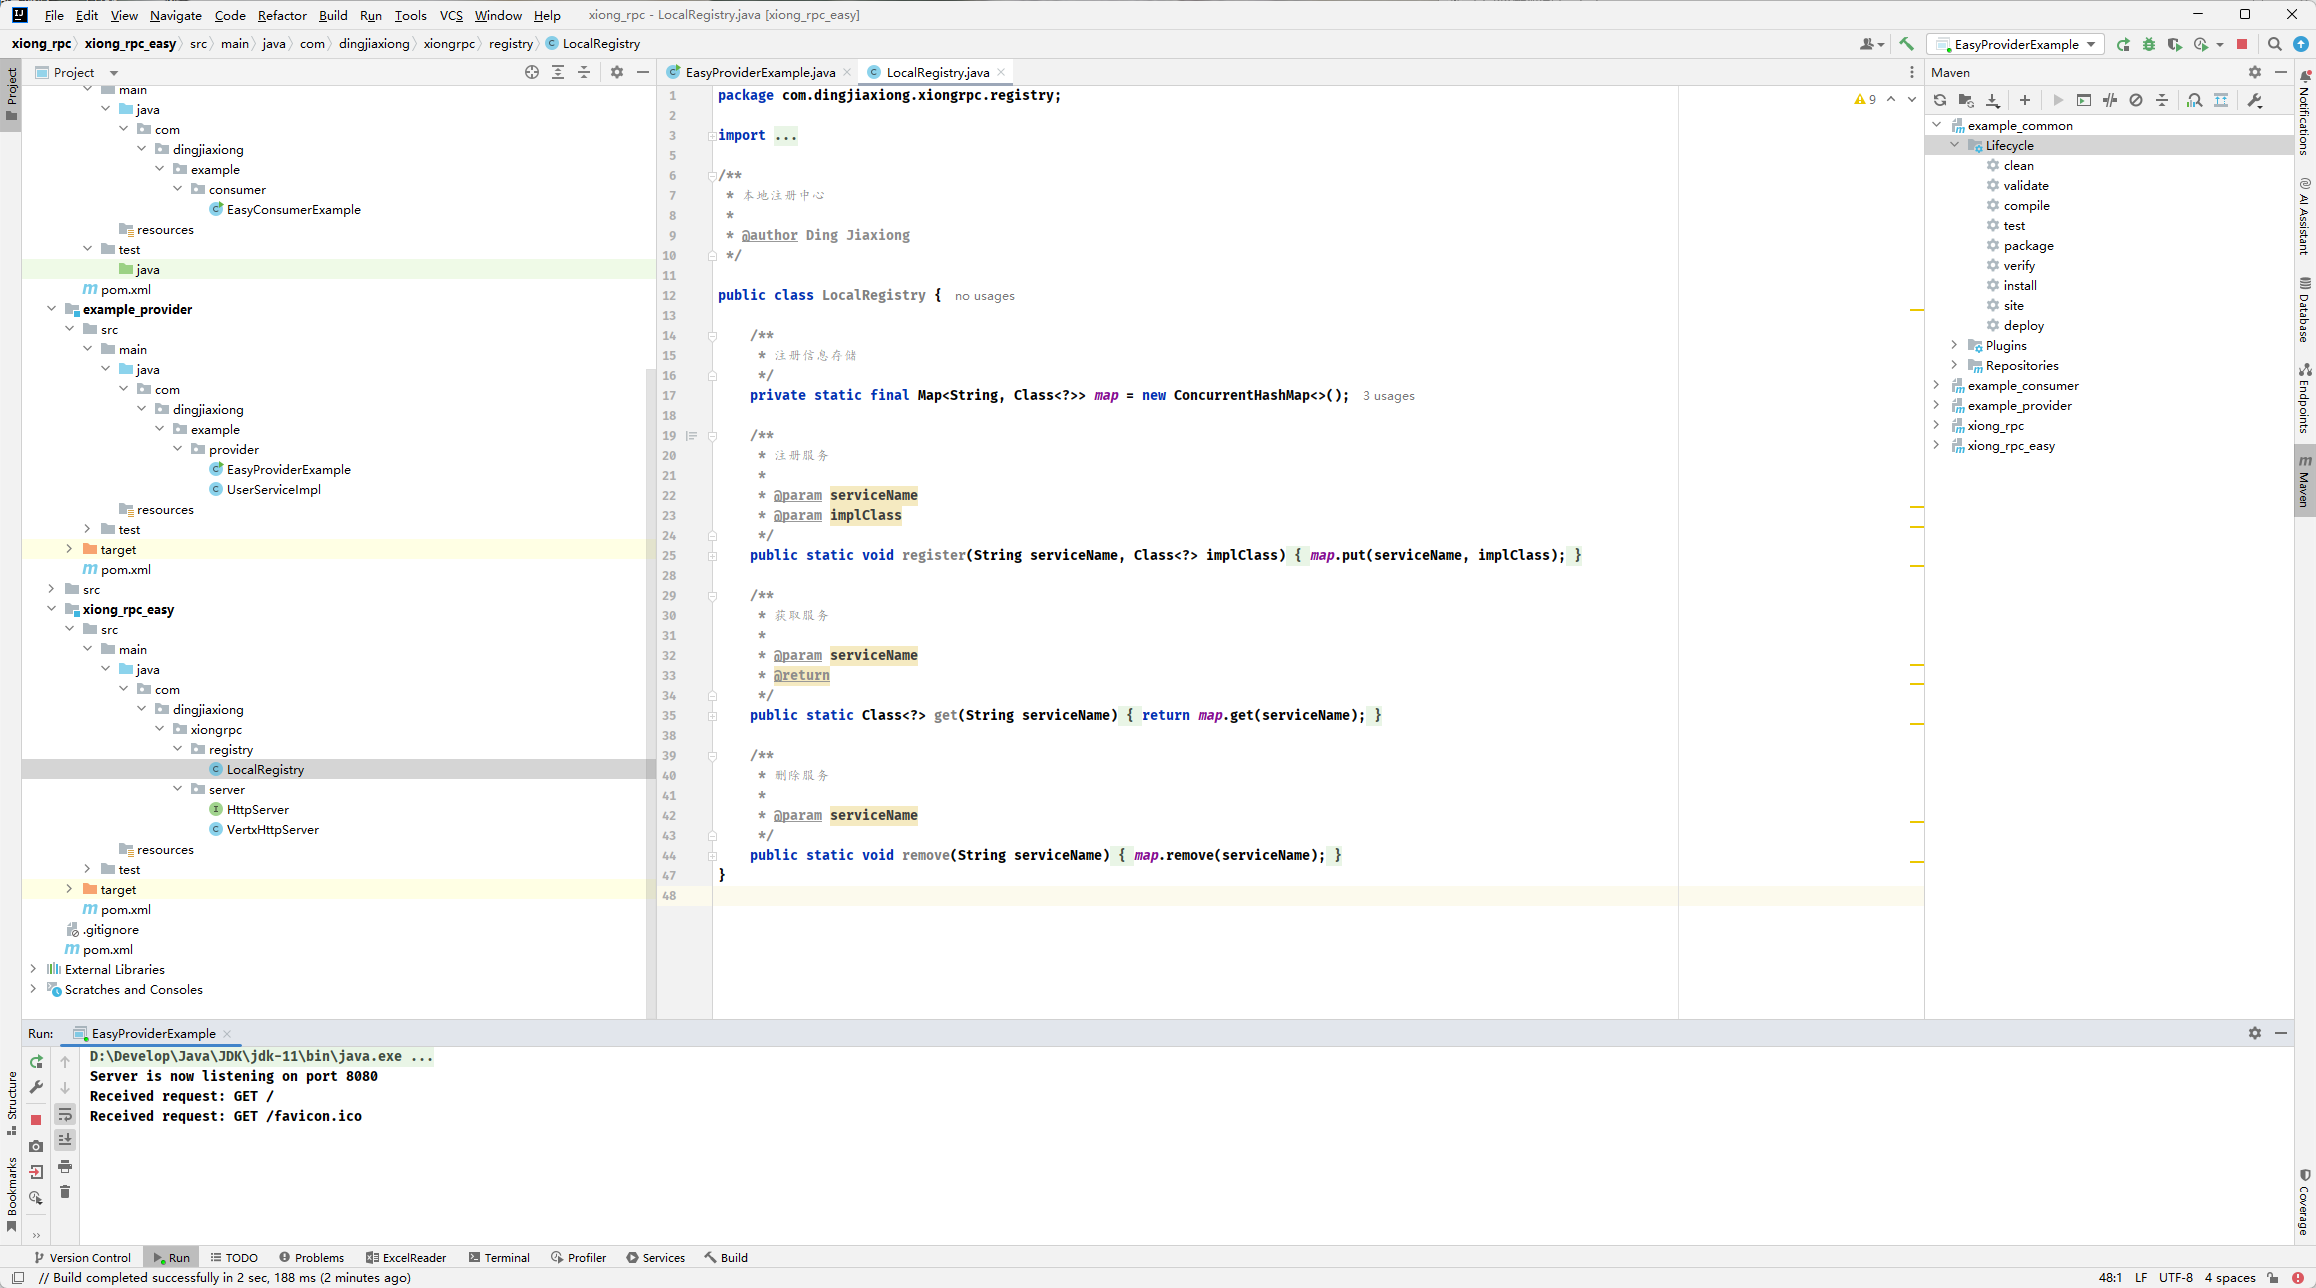 File Edit View Navigate Code Refactor Build Run Tools VCS Window Help xiong_rpc - LocalRegistry.java [xiong_rpc_easy]
xiong_rpc xiong_rpc_easy src main java com dingjiaxiong xiongrpc registry LocalRegistry EasyProviderExample
Project
main
java
com
dingjiaxiong
example
consumer
EasyConsumerExample
resources
test
java
pom.xml
example_provider
src
main
java
com
dingjiaxiong
example
provider
EasyProviderExample
UserServiceImpl
resources
test
target
pom.xml
src
xiong_rpc_easy
src
main
java
com
dingjiaxiong
xiongrpc
registry
LocalRegistry
server
HttpServer
VertxHttpServer
resources
test
target
pom.xml
.gitignore
pom.xml
External Libraries
Scratches and Consoles
EasyProviderExample.java LocalRegistry.java
9
1 package com.dingjiaxiong.xiongrpc.registry;
2
3 import ...
5
6 /**
7 * 本地注册中心
8 *
9 * @author Ding Jiaxiong
10 */
11
12 public class LocalRegistry { no usages
13
14 /**
15 * 注册信息存储
16 */
17 private static final Map<String, Class<?>> map = new ConcurrentHashMap<>(); 3 usages
18
19 /**
20 * 注册服务
21 *
22 * @param serviceName
23 * @param implClass
24 */
25 public static void register(String serviceName, Class<?> implClass) { map.put(serviceName, implClass); }
28
29 /**
30 * 获取服务
31 *
32 * @param serviceName
33 * @return
34 */
35 public static Class<?> get(String serviceName) { return map.get(serviceName); }
38
39 /**
40 * 删除服务
41 *
42 * @param serviceName
43 */
44 public static void remove(String serviceName) { map.remove(serviceName); }
47 }
48
Maven
example_common
Lifecycle
clean
validate
compile
test
package
verify
install
site
deploy
Plugins
Repositories
example_consumer
example_provider
xiong_rpc
xiong_rpc_easy
Project
Notifications
AI Assistant
Database
Endpoints
Maven
Coverage
Structure
Bookmarks
Run: EasyProviderExample
D:\Develop\Java\JDK\jdk-11\bin\java.exe ...
Server is now listening on port 8080
Received request: GET /
Received request: GET /favicon.ico
Version Control Run TODO Problems ExcelReader Terminal Profiler Services Build
// Build completed successfully in 2 sec, 188 ms (2 minutes ago) 48:1 LF UTF-8 4 spaces